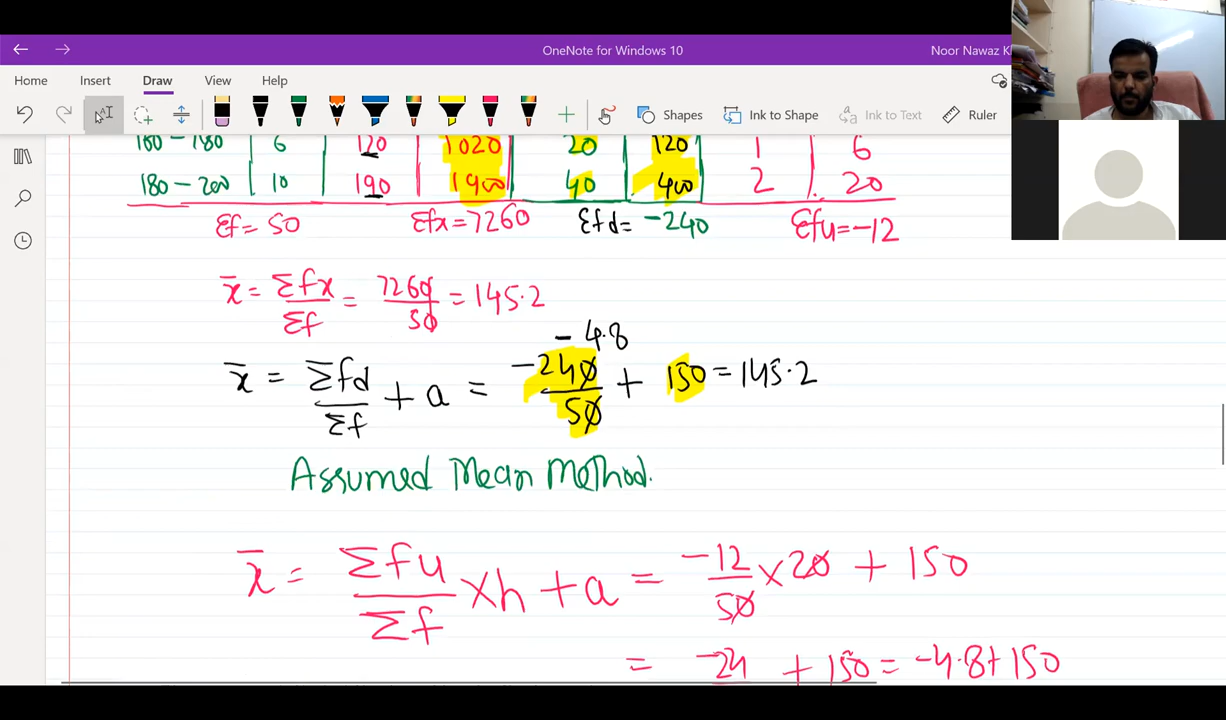 OneNote for Windows 10
Noor Nawaz K
Home Insert Draw View Help
Shapes Ink to Shape Ink to Text Ruler
160-180 6 120 1020 20 120 1 6
180-200 10 190 1900 40 400 2 20
Σf = 50 Σfx = 7260 Σfd = -240 Σfu = -12
x̄ = Σfx/Σf = 7260/50 = 145.2
-4.8
x̄ = Σfd/Σf + a = -240/50 + 150 = 145.2
Assumed Mean Method.
x̄ = Σfu/Σf × h + a = -12/50 × 20 + 150
= -24 + 150 = -4.8 + 150